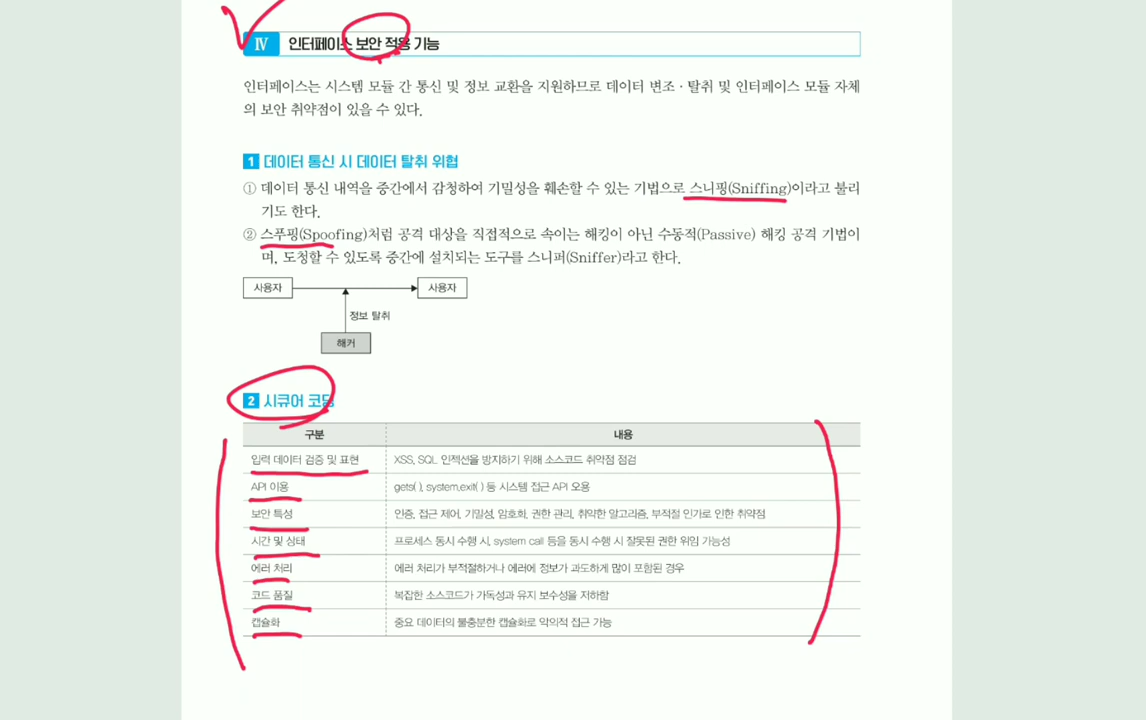 Ⅳ 인터페이스 보안 적용 기능
인터페이스는 시스템 모듈 간 통신 및 정보 교환을 지원하므로 데이터 변조·탈취 및 인터페이스 모듈 자체
의 보안 취약점이 있을 수 있다.
1 데이터 통신 시 데이터 탈취 위협
① 데이터 통신 내역을 중간에서 감청하여 기밀성을 훼손할 수 있는 기법으로 스니핑(Sniffing)이라고 불리
기도 한다.
② 스푸핑(Spoofing)처럼 공격 대상을 직접적으로 속이는 해킹이 아닌 수동적(Passive) 해킹 공격 기법이
며, 도청할 수 있도록 중간에 설치되는 도구를 스니퍼(Sniffer)라고 한다.
사용자 사용자
정보 탈취
해커
2 시큐어 코딩
구분 내용
입력 데이터 검증 및 표현 XSS, SQL 인젝션을 방지하기 위해 소스코드 취약점 점검
API 이용 gets( ), system.exit( ) 등 시스템 접근 API 오용
보안 특성 인증, 접근 제어, 기밀성, 암호화, 권한 관리, 취약한 알고리즘, 부적절 인가로 인한 취약점
시간 및 상태 프로세스 동시 수행 시, system call 등을 동시 수행 시 잘못된 권한 위임 가능성
에러 처리 에러 처리가 부적절하거나 에러에 정보가 과도하게 많이 포함된 경우
코드 품질 복잡한 소스코드가 가독성과 유지 보수성을 저하함
캡슐화 중요 데이터의 불충분한 캡슐화로 악의적 접근 가능